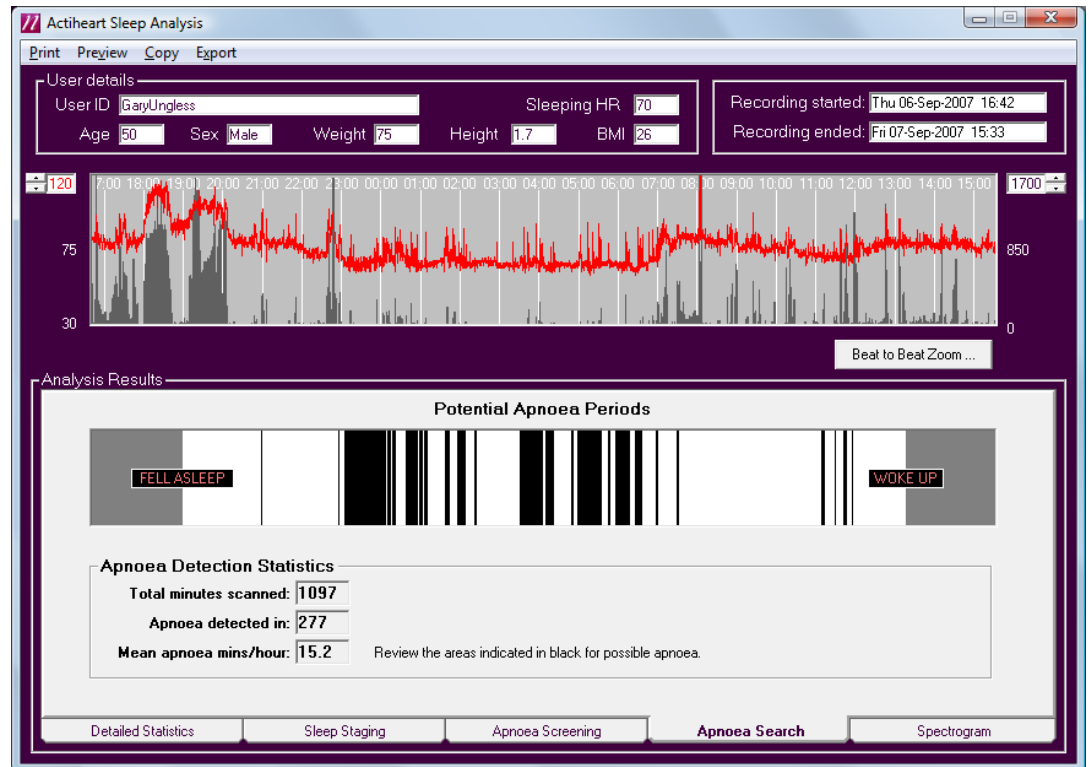 Actiheart Sleep Analysis
Print Preview Copy Export
User details
User ID GaryUngless Sleeping HR 70
Age 50 Sex Male Weight 75 Height 1.7 BMI 26
Recording started: Thu 06-Sep-2007 16:42
Recording ended: Fri 07-Sep-2007 15:33
120 7:00 18:00 19:00 20:00 21:00 22:00 23:00 00:00 01:00 02:00 03:00 04:00 05:00 06:00 07:00 08:00 09:00 10:00 11:00 12:00 13:00 14:00 15:00 1700
75 850
30 0
Beat to Beat Zoom ...
Analysis Results
Potential Apnoea Periods
FELL ASLEEP WOKE UP
Apnoea Detection Statistics
Total minutes scanned: 1097
Apnoea detected in: 277
Mean apnoea mins/hour: 15.2 Review the areas indicated in black for possible apnoea.
Detailed Statistics Sleep Staging Apnoea Screening Apnoea Search Spectrogram